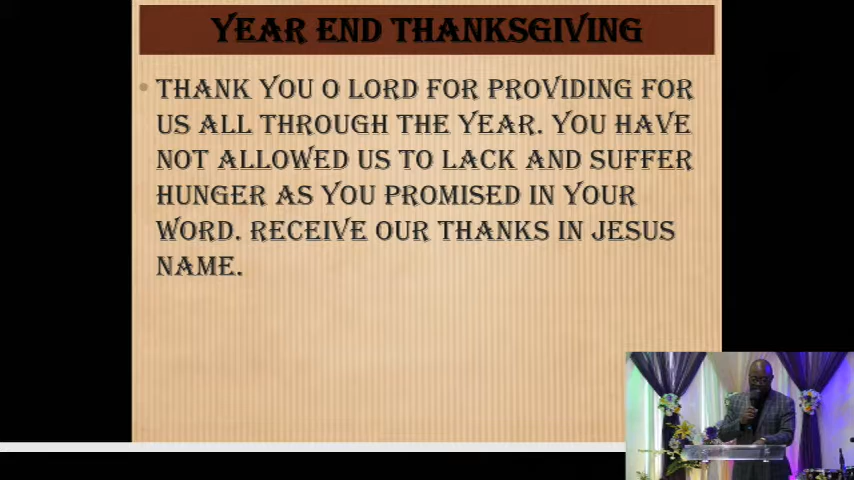 YEAR END THANKSGIVING
• THANK YOU O LORD FOR PROVIDING FOR
US ALL THROUGH THE YEAR. YOU HAVE
NOT ALLOWED US TO LACK AND SUFFER
HUNGER AS YOU PROMISED IN YOUR
WORD. RECEIVE OUR THANKS IN JESUS
NAME.